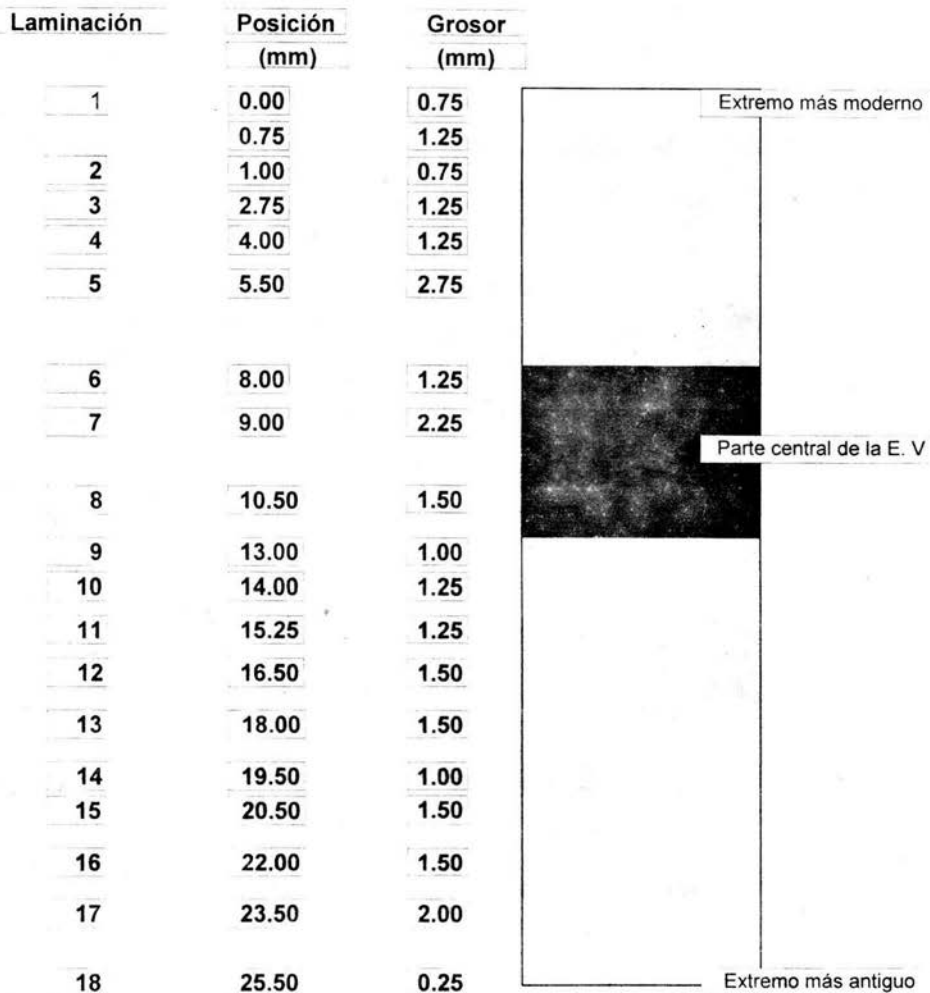 Laminación Posición Grosor
(mm) (mm)
1 0.00 0.75 Extremo más moderno
0.75 1.25
2 1.00 0.75
3 2.75 1.25
4 4.00 1.25
5 5.50 2.75
6 8.00 1.25
7 9.00 2.25
Parte central de la E. V
8 10.50 1.50
9 13.00 1.00
10 14.00 1.25
11 15.25 1.25
12 16.50 1.50
13 18.00 1.50
14 19.50 1.00
15 20.50 1.50
16 22.00 1.50
17 23.50 2.00
18 25.50 0.25 Extremo más antiguo